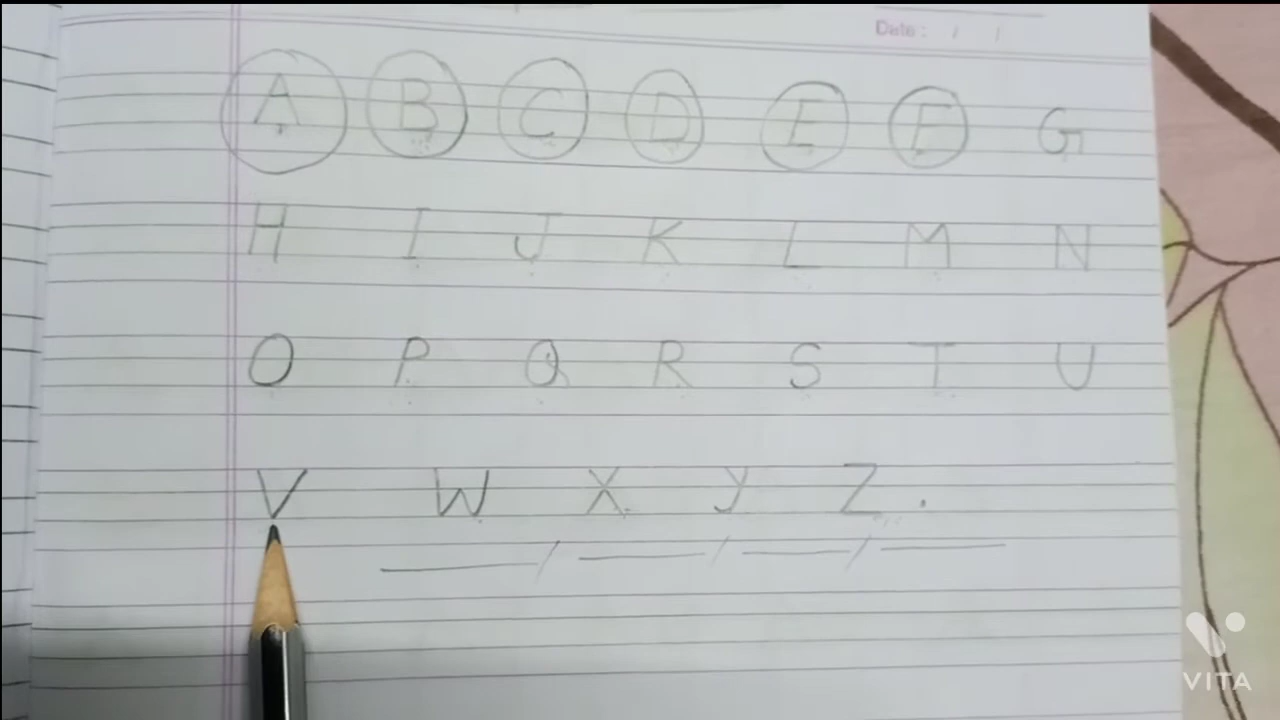 Date : / /
A B C D E F G
H I J K L M N
O P Q R S T U
V W X Y Z .
VITA